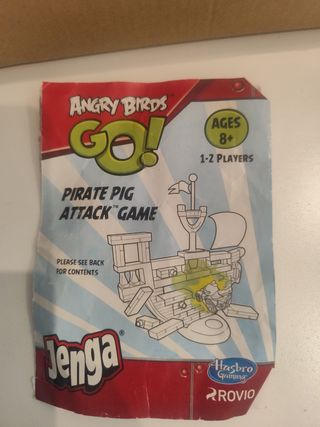 ANGRY BIRDS™
GO!
AGES
8+
1-2 PLAYERS
PIRATE PIG
ATTACK™ GAME
PLEASE SEE BACK
FOR CONTENTS
Jenga®
Hasbro
Gaming
ROVIO